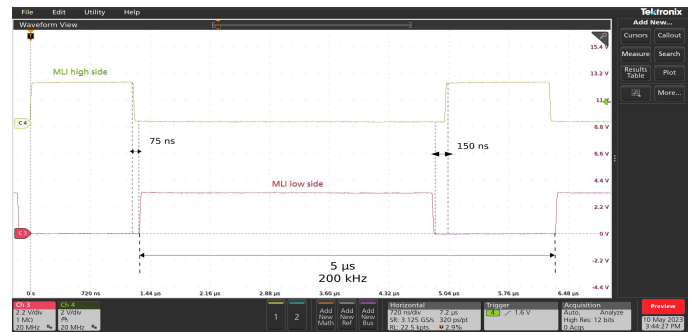 File Edit Utility Help
Tektronix
Waveform View
Add New...
Cursors Callout
Measure Search
Results Table Plot
More...
15.4 V
13.2 V
11 V
8.8 V
6.6 V
4.4 V
2.2 V
0 V
-2.2 V
-4.4 V
MLI high side
C 4
75 ns
150 ns
MLI low side
C 3
5 µs
200 kHz
0 s 720 ns 1.44 µs 2.16 µs 2.88 µs 3.60 µs 4.32 µs 5.04 µs 5.76 µs 6.48 µs
Ch 3
2.2 V/div
1 MΩ
20 MHz
Ch 4
2 V/div
20 MHz
1 2
Add New Math
Add New Ref
Add New Bus
Horizontal
720 ns/div 7.2 µs
SR: 3.125 GS/s 320 ps/pt
RL: 22.5 kpts 2.9%
Trigger
4 1.6 V
Acquisition
Auto, Analyze
High Res: 12 bits
0 Acqs
Preview
10 May 2023
3:44:27 PM